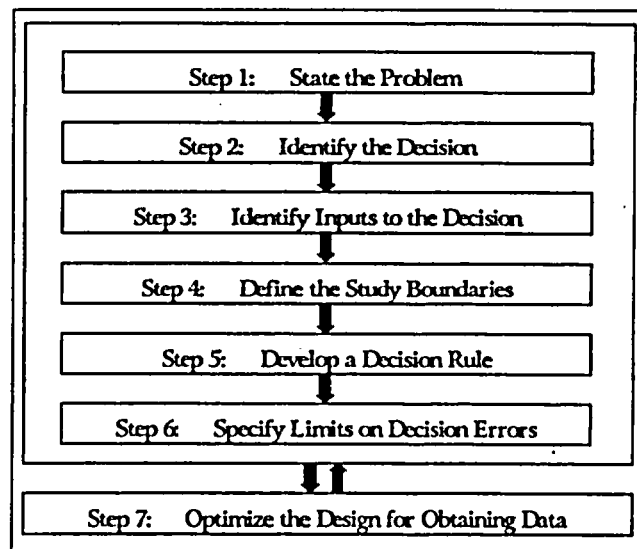 Step 1: State the Problem
Step 2: Identify the Decision
Step 3: Identify Inputs to the Decision
Step 4: Define the Study Boundaries
Step 5: Develop a Decision Rule
Step 6: Specify Limits on Decision Errors
Step 7: Optimize the Design for Obtaining Data